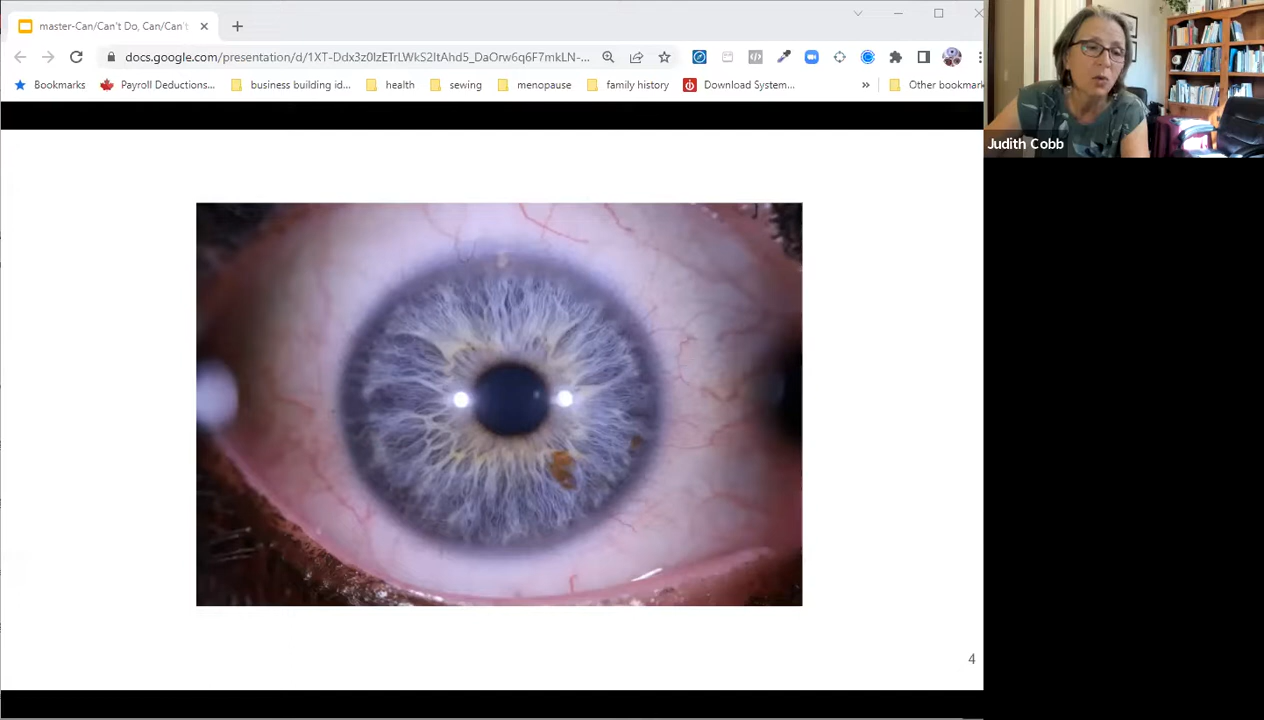 master-Can/Can't Do, Can/Can't
docs.google.com/presentation/d/1XT-Ddx3z0lzETrLWkS2ltAhd5_DaOrw6q6F7mkLN-...
Bookmarks Payroll Deductions... business building id... health sewing menopause family history Download System... » Other bookmark
Judith Cobb
4